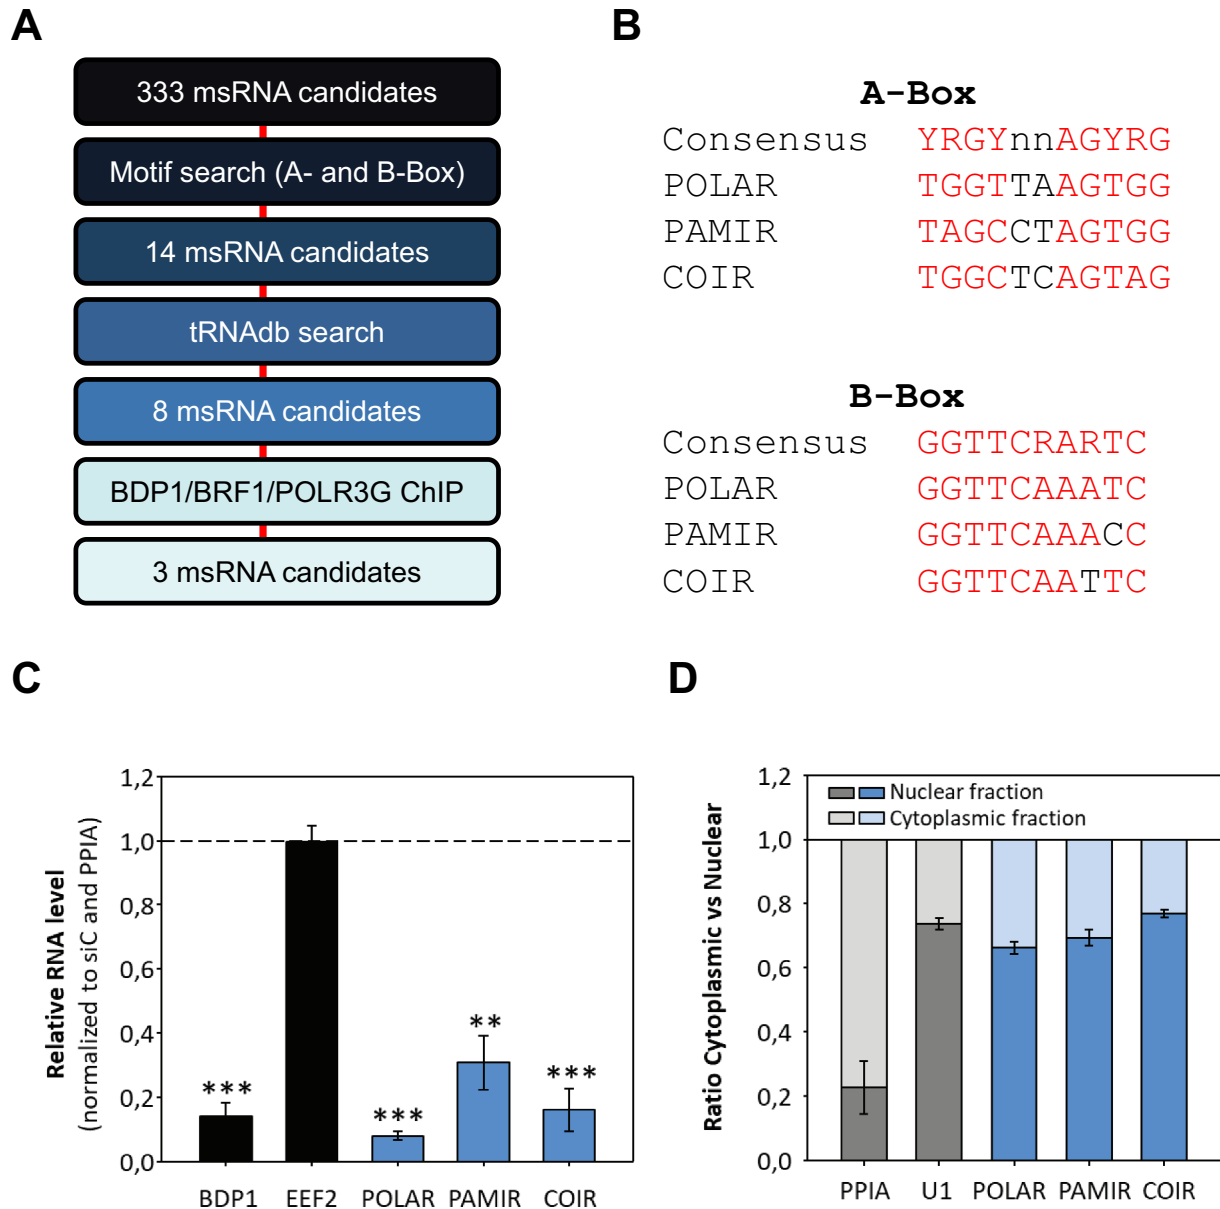 A
333 msRNA candidates
Motif search (A- and B-Box)
14 msRNA candidates
tRNAdb search
8 msRNA candidates
BDP1/BRF1/POLR3G ChIP
3 msRNA candidates
B
A-Box
Consensus YRGYnnAGYRG
POLAR TGGTTAAGTGG
PAMIR TAGCCTAGTGG
COIR TGGCTCAGTAG
B-Box
Consensus GGTTCRARTC
POLAR GGTTCAAATC
PAMIR GGTTCAAACC
COIR GGTTCAATTC
C
Relative RNA level
(normalized to siC and PPIA)
1,2
1,0
0,8
0,6
0,4
0,2
0,0
***
***
**
***
BDP1 EEF2 POLAR PAMIR COIR
D
Ratio Cytoplasmic vs Nuclear
1,2
1,0
0,8
0,6
0,4
0,2
0,0
Nuclear fraction
Cytoplasmic fraction
PPIA U1 POLAR PAMIR COIR